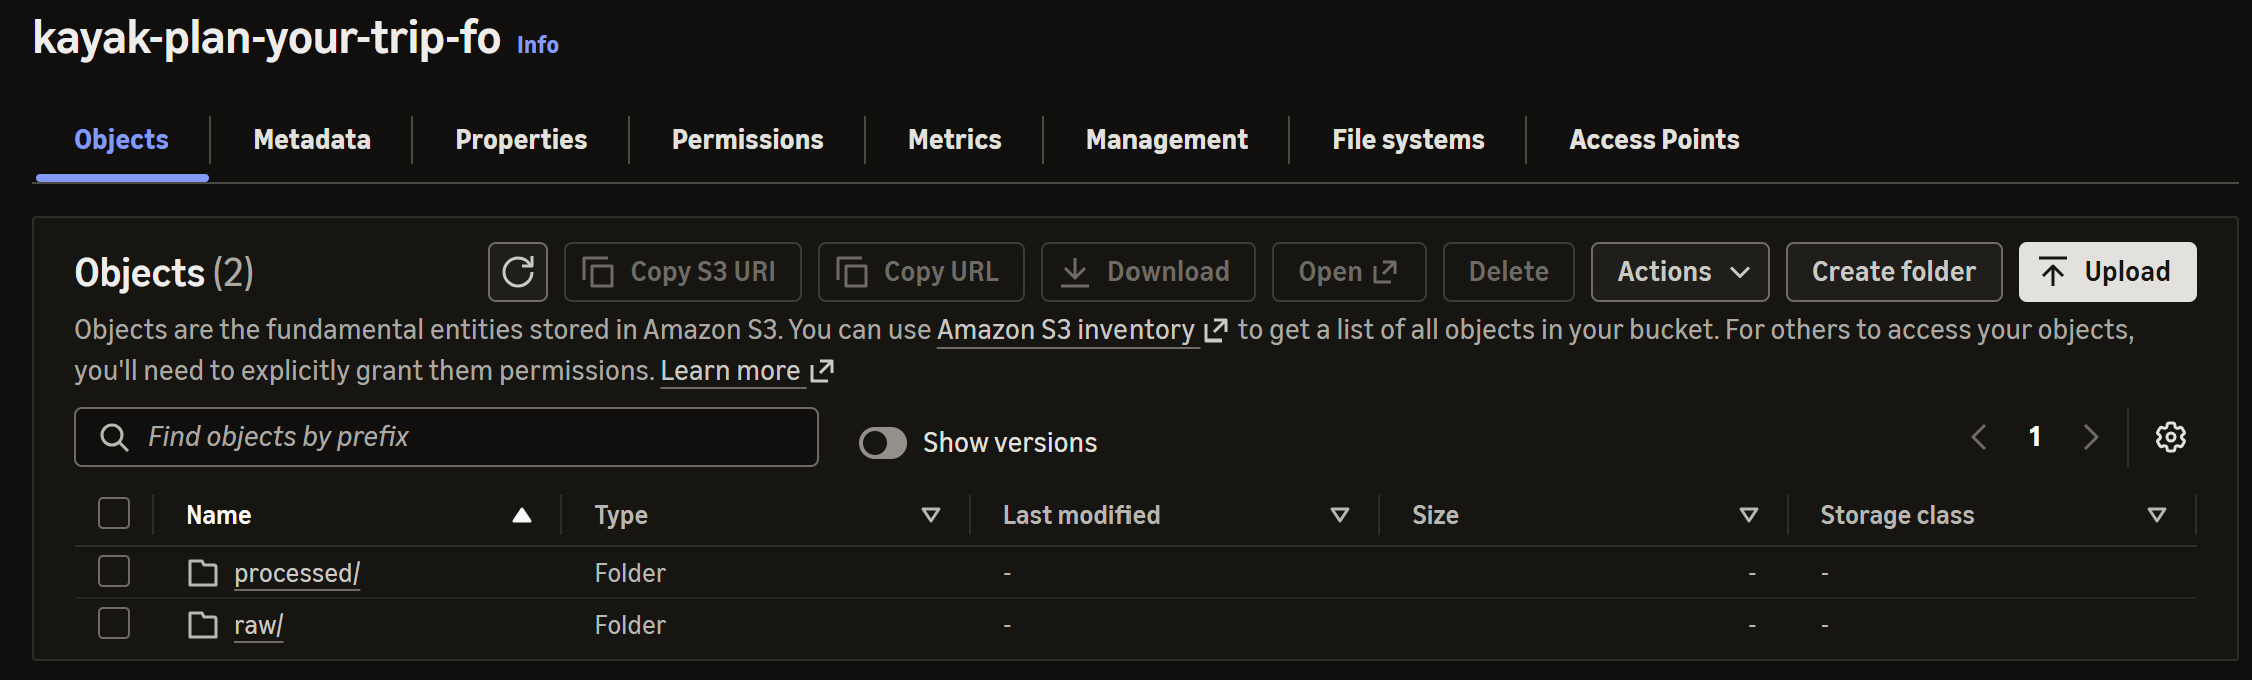 kayak-plan-your-trip-fo Info
Objects Metadata Properties Permissions Metrics Management File systems Access Points
Objects (2) Copy S3 URI Copy URL Download Open Delete Actions Create folder Upload
Objects are the fundamental entities stored in Amazon S3. You can use Amazon S3 inventory to get a list of all objects in your bucket. For others to access your objects,
you'll need to explicitly grant them permissions. Learn more
Find objects by prefix Show versions 1
Name Type Last modified Size Storage class
processed/ Folder - - -
raw/ Folder - - -